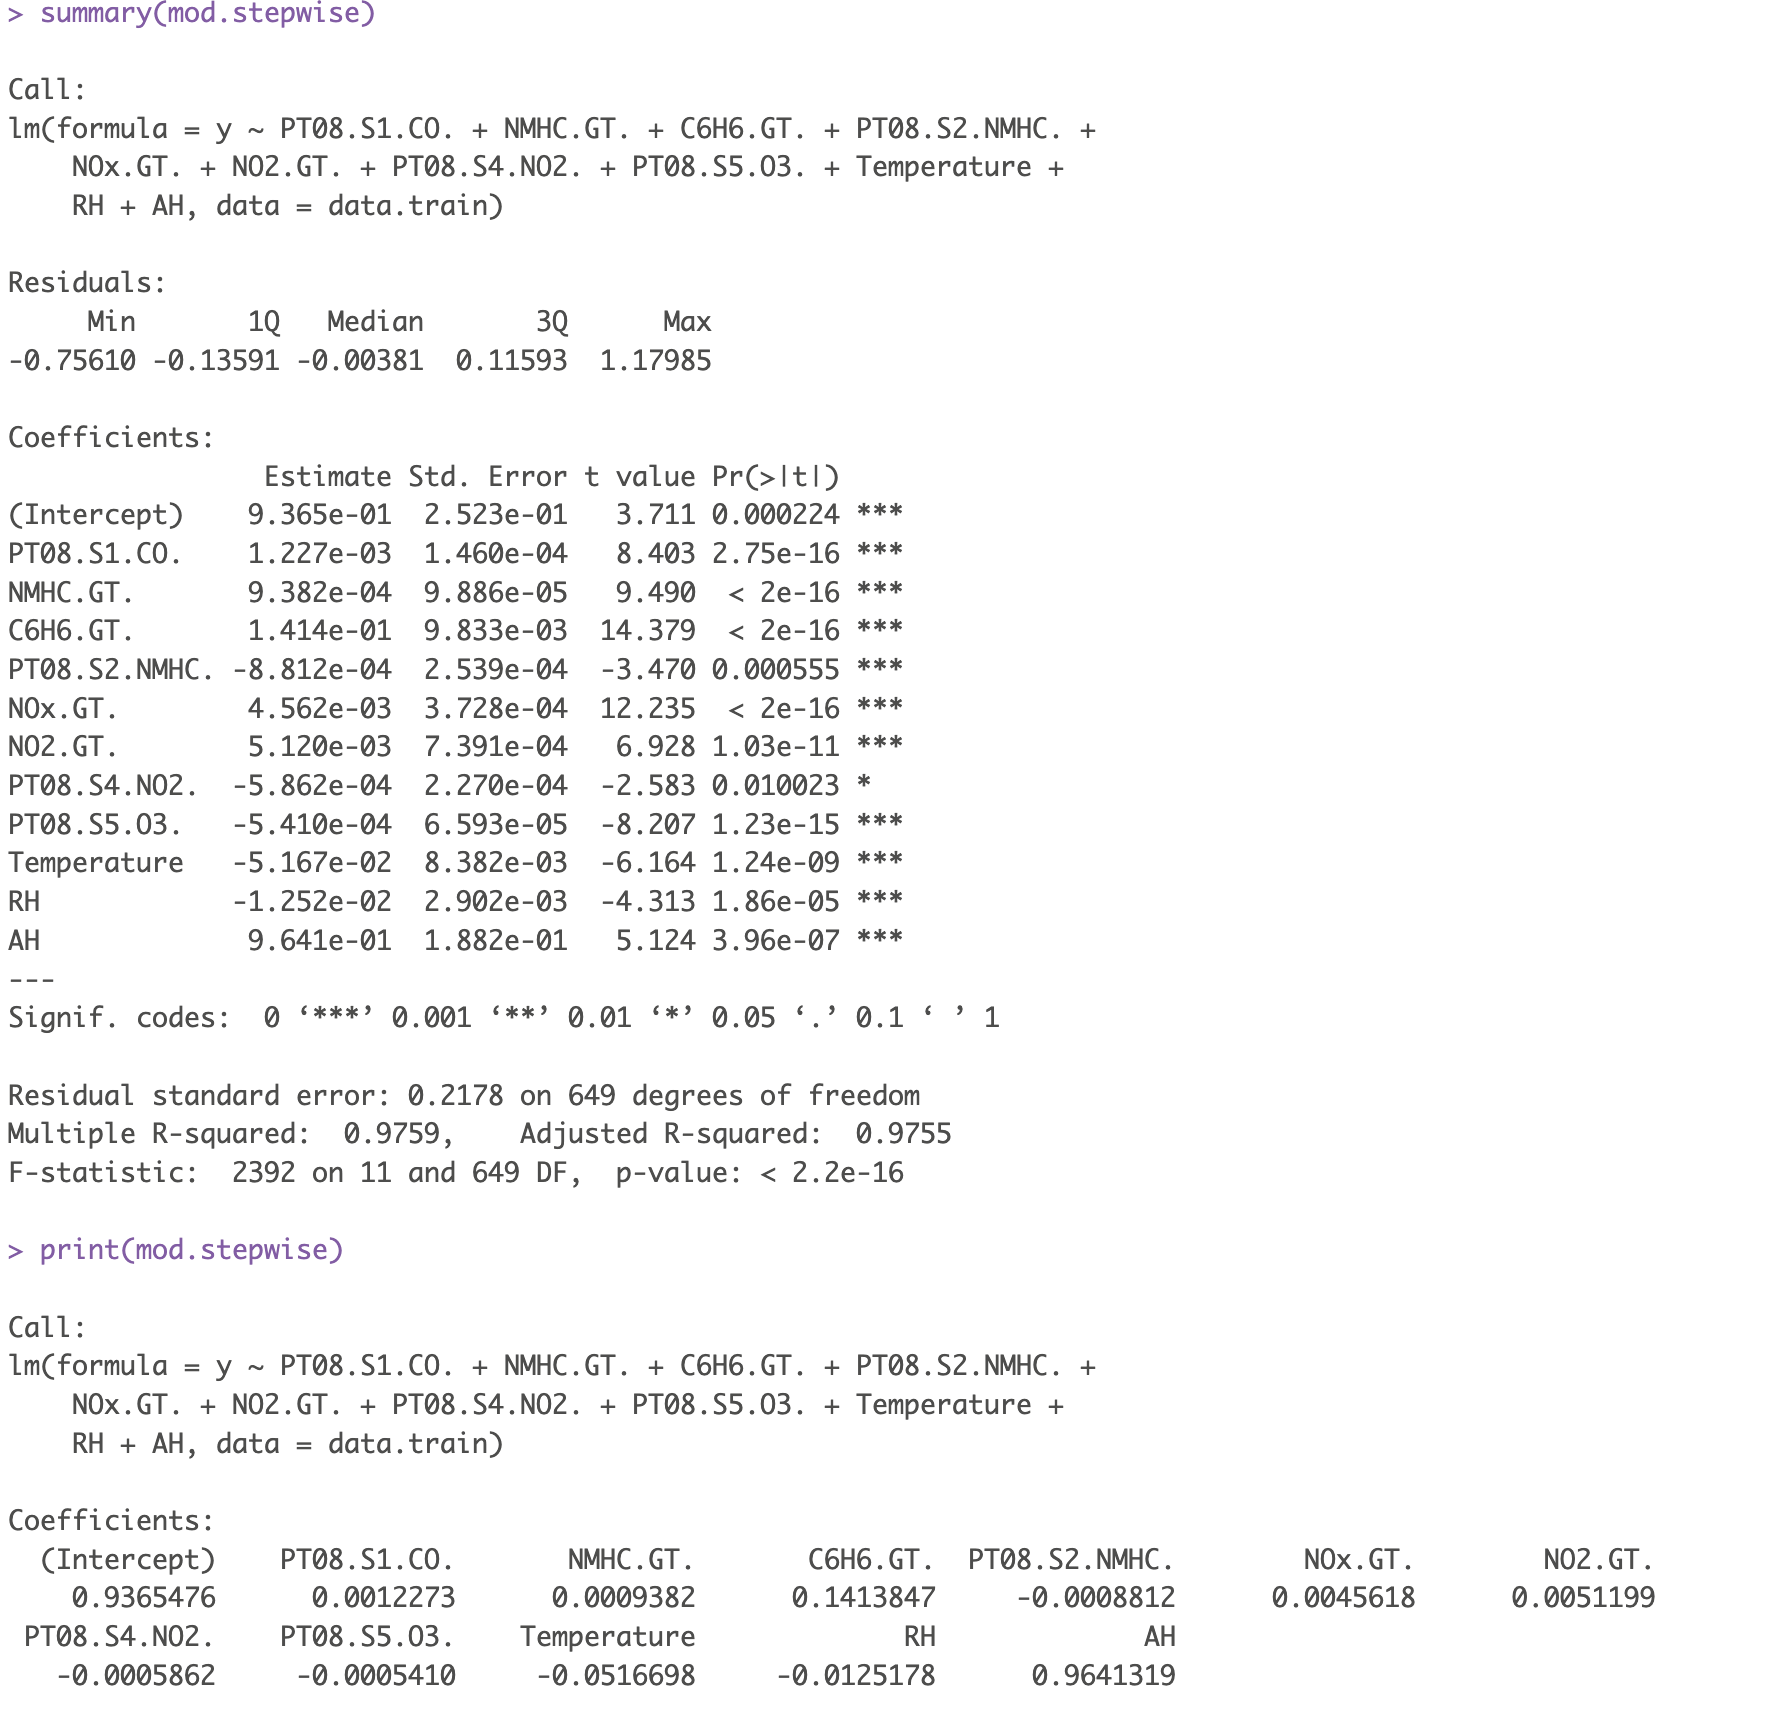 > summary(mod.stepwise)

Call:
lm(formula = y ~ PT08.S1.CO. + NMHC.GT. + C6H6.GT. + PT08.S2.NMHC. +
    NOx.GT. + NO2.GT. + PT08.S4.NO2. + PT08.S5.O3. + Temperature +
    RH + AH, data = data.train)

Residuals:
     Min       1Q   Median       3Q      Max
-0.75610 -0.13591 -0.00381  0.11593  1.17985

Coefficients:
                Estimate Std. Error t value Pr(>|t|)
(Intercept)    9.365e-01  2.523e-01   3.711 0.000224 ***
PT08.S1.CO.    1.227e-03  1.460e-04   8.403 2.75e-16 ***
NMHC.GT.       9.382e-04  9.886e-05   9.490  < 2e-16 ***
C6H6.GT.       1.414e-01  9.833e-03  14.379  < 2e-16 ***
PT08.S2.NMHC. -8.812e-04  2.539e-04  -3.470 0.000555 ***
NOx.GT.        4.562e-03  3.728e-04  12.235  < 2e-16 ***
NO2.GT.        5.120e-03  7.391e-04   6.928 1.03e-11 ***
PT08.S4.NO2.  -5.862e-04  2.270e-04  -2.583 0.010023 *
PT08.S5.O3.   -5.410e-04  6.593e-05  -8.207 1.23e-15 ***
Temperature   -5.167e-02  8.382e-03  -6.164 1.24e-09 ***
RH            -1.252e-02  2.902e-03  -4.313 1.86e-05 ***
AH             9.641e-01  1.882e-01   5.124 3.96e-07 ***
---
Signif. codes:  0 ‘***’ 0.001 ‘**’ 0.01 ‘*’ 0.05 ‘.’ 0.1 ‘ ’ 1

Residual standard error: 0.2178 on 649 degrees of freedom
Multiple R-squared:  0.9759,    Adjusted R-squared:  0.9755
F-statistic:  2392 on 11 and 649 DF,  p-value: < 2.2e-16

> print(mod.stepwise)

Call:
lm(formula = y ~ PT08.S1.CO. + NMHC.GT. + C6H6.GT. + PT08.S2.NMHC. +
    NOx.GT. + NO2.GT. + PT08.S4.NO2. + PT08.S5.O3. + Temperature +
    RH + AH, data = data.train)

Coefficients:
  (Intercept)    PT08.S1.CO.       NMHC.GT.       C6H6.GT.  PT08.S2.NMHC.        NOx.GT.        NO2.GT.
    0.9365476      0.0012273      0.0009382      0.1413847     -0.0008812      0.0045618      0.0051199
 PT08.S4.NO2.    PT08.S5.O3.    Temperature             RH             AH
   -0.0005862     -0.0005410     -0.0516698     -0.0125178      0.9641319